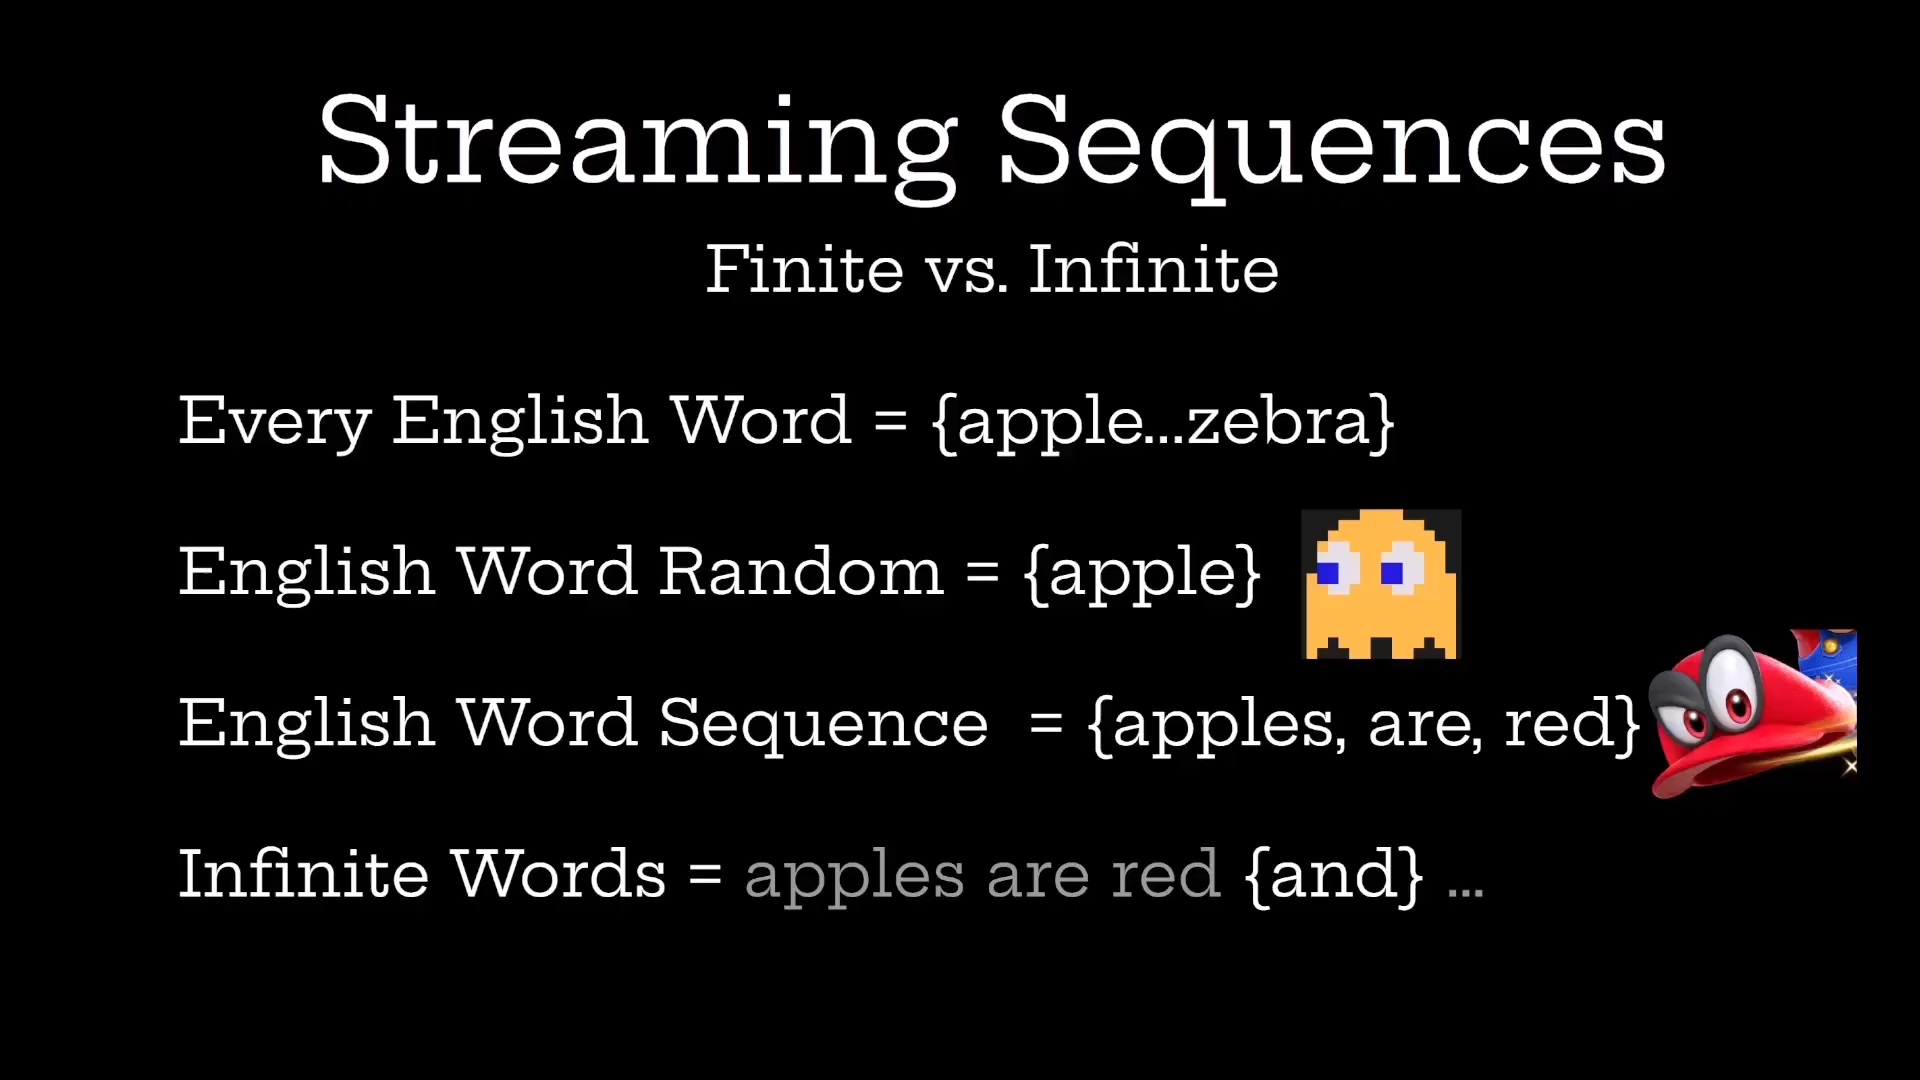 Streaming Sequences
Finite vs. Infinite
Every English Word = {apple...zebra}
English Word Random = {apple}
English Word Sequence = {apples, are, red}
Infinite Words = apples are red {and} ...